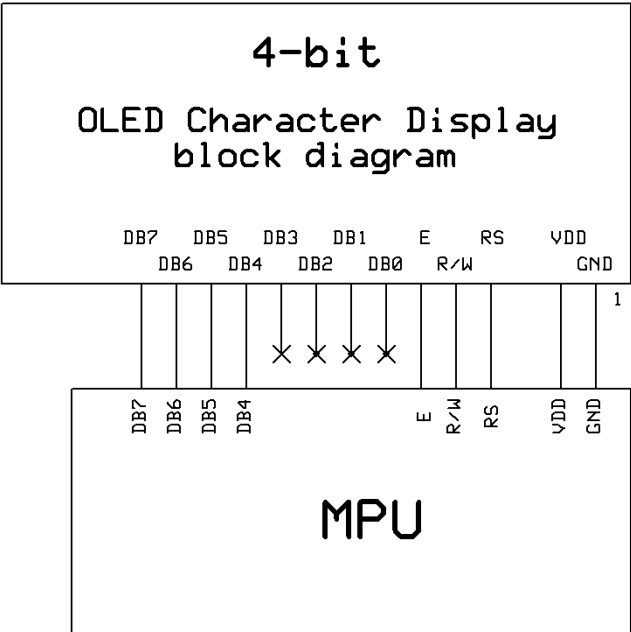 4-bit
OLED Character Display
block diagram
DB7 DB5 DB3 DB1 E RS VDD
DB6 DB4 DB2 DB0 R/W GND
1
DB7 DB6 DB5 DB4 E R/W RS VDD GND
MPU